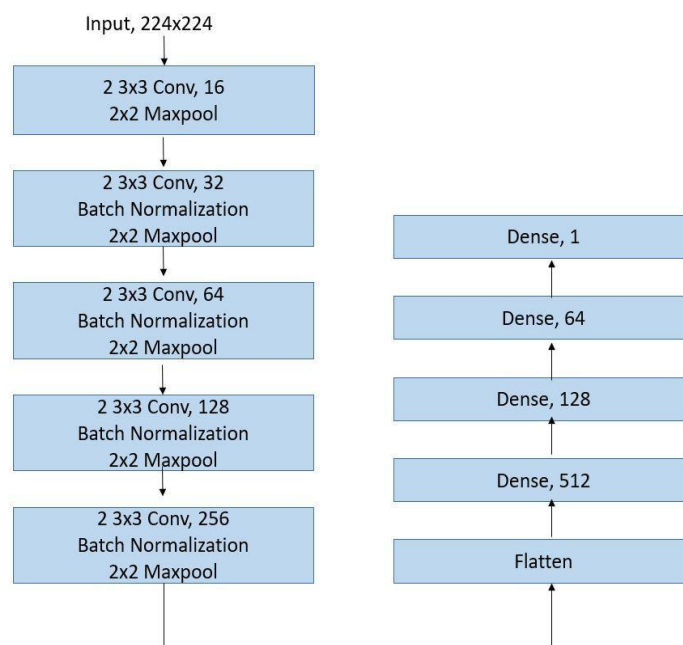 Input, 224x224
2 3x3 Conv, 16
2x2 Maxpool
2 3x3 Conv, 32
Batch Normalization
2x2 Maxpool
2 3x3 Conv, 64
Batch Normalization
2x2 Maxpool
2 3x3 Conv, 128
Batch Normalization
2x2 Maxpool
2 3x3 Conv, 256
Batch Normalization
2x2 Maxpool
Flatten
Dense, 512
Dense, 128
Dense, 64
Dense, 1